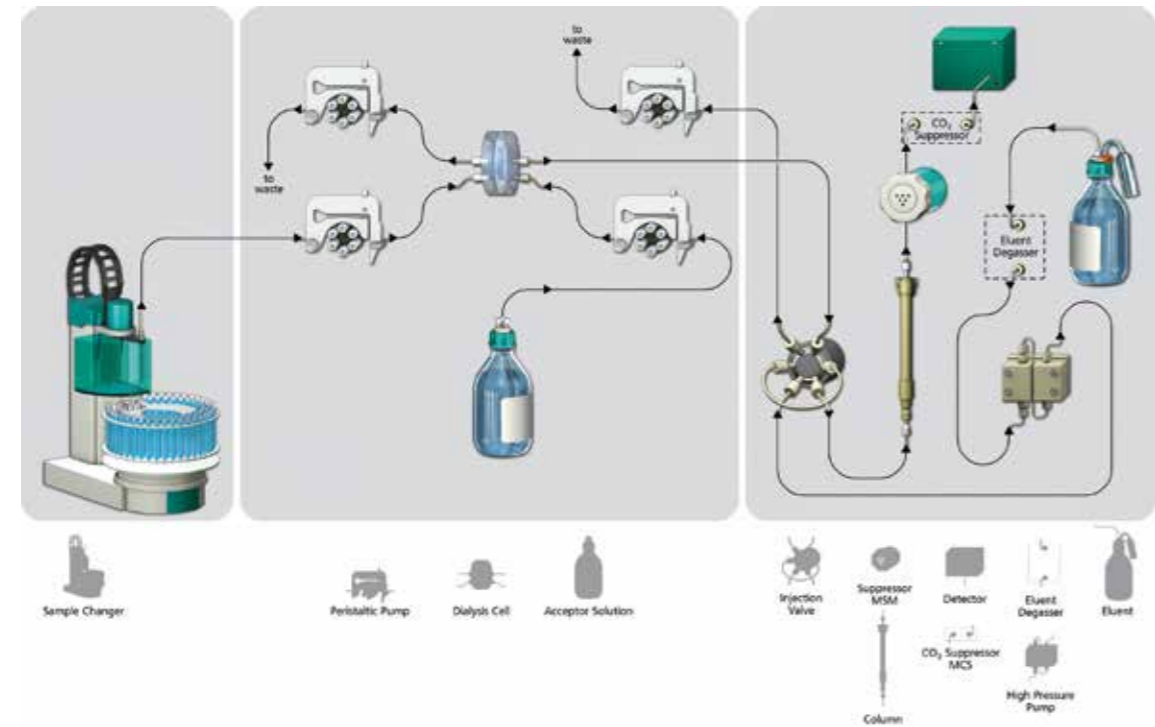 to
waste
to
waste
CO2
Suppressor
Eluent
Degasser
Sample Changer
Peristaltic Pump
Dialysis Cell
Acceptor Solution
Injection
Valve
Suppressor
MSM
Detector
Eluent
Degasser
Eluent
CO2 Suppressor
MCS
High Pressure
Pump
Column